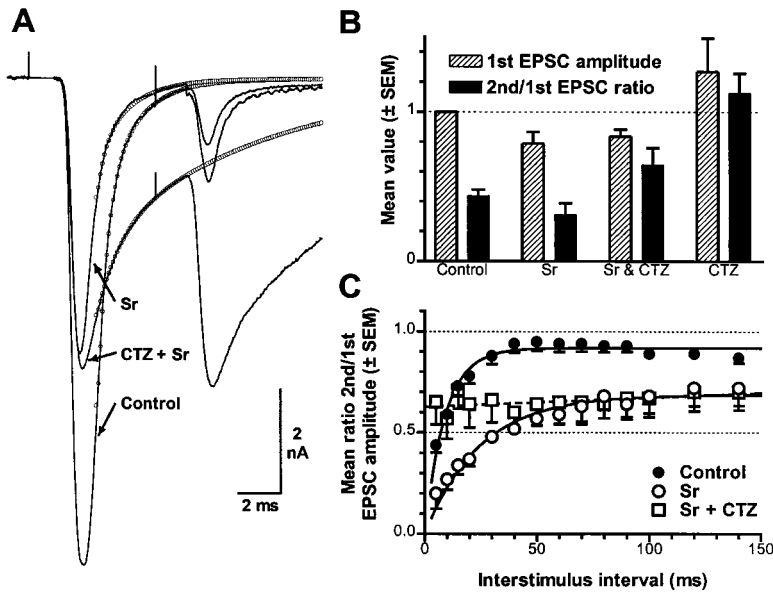 A
Sr
CTZ + Sr
Control
2
nA
2 ms
B
Mean value (± SEM)
1
0
1st EPSC amplitude
2nd/1st EPSC ratio
Control
Sr
Sr & CTZ
CTZ
C
Mean ratio 2nd/1st
EPSC amplitude (± SEM)
1.0
0.5
0.0
Control
Sr
Sr + CTZ
0
50
100
150
Interstimulus interval (ms)